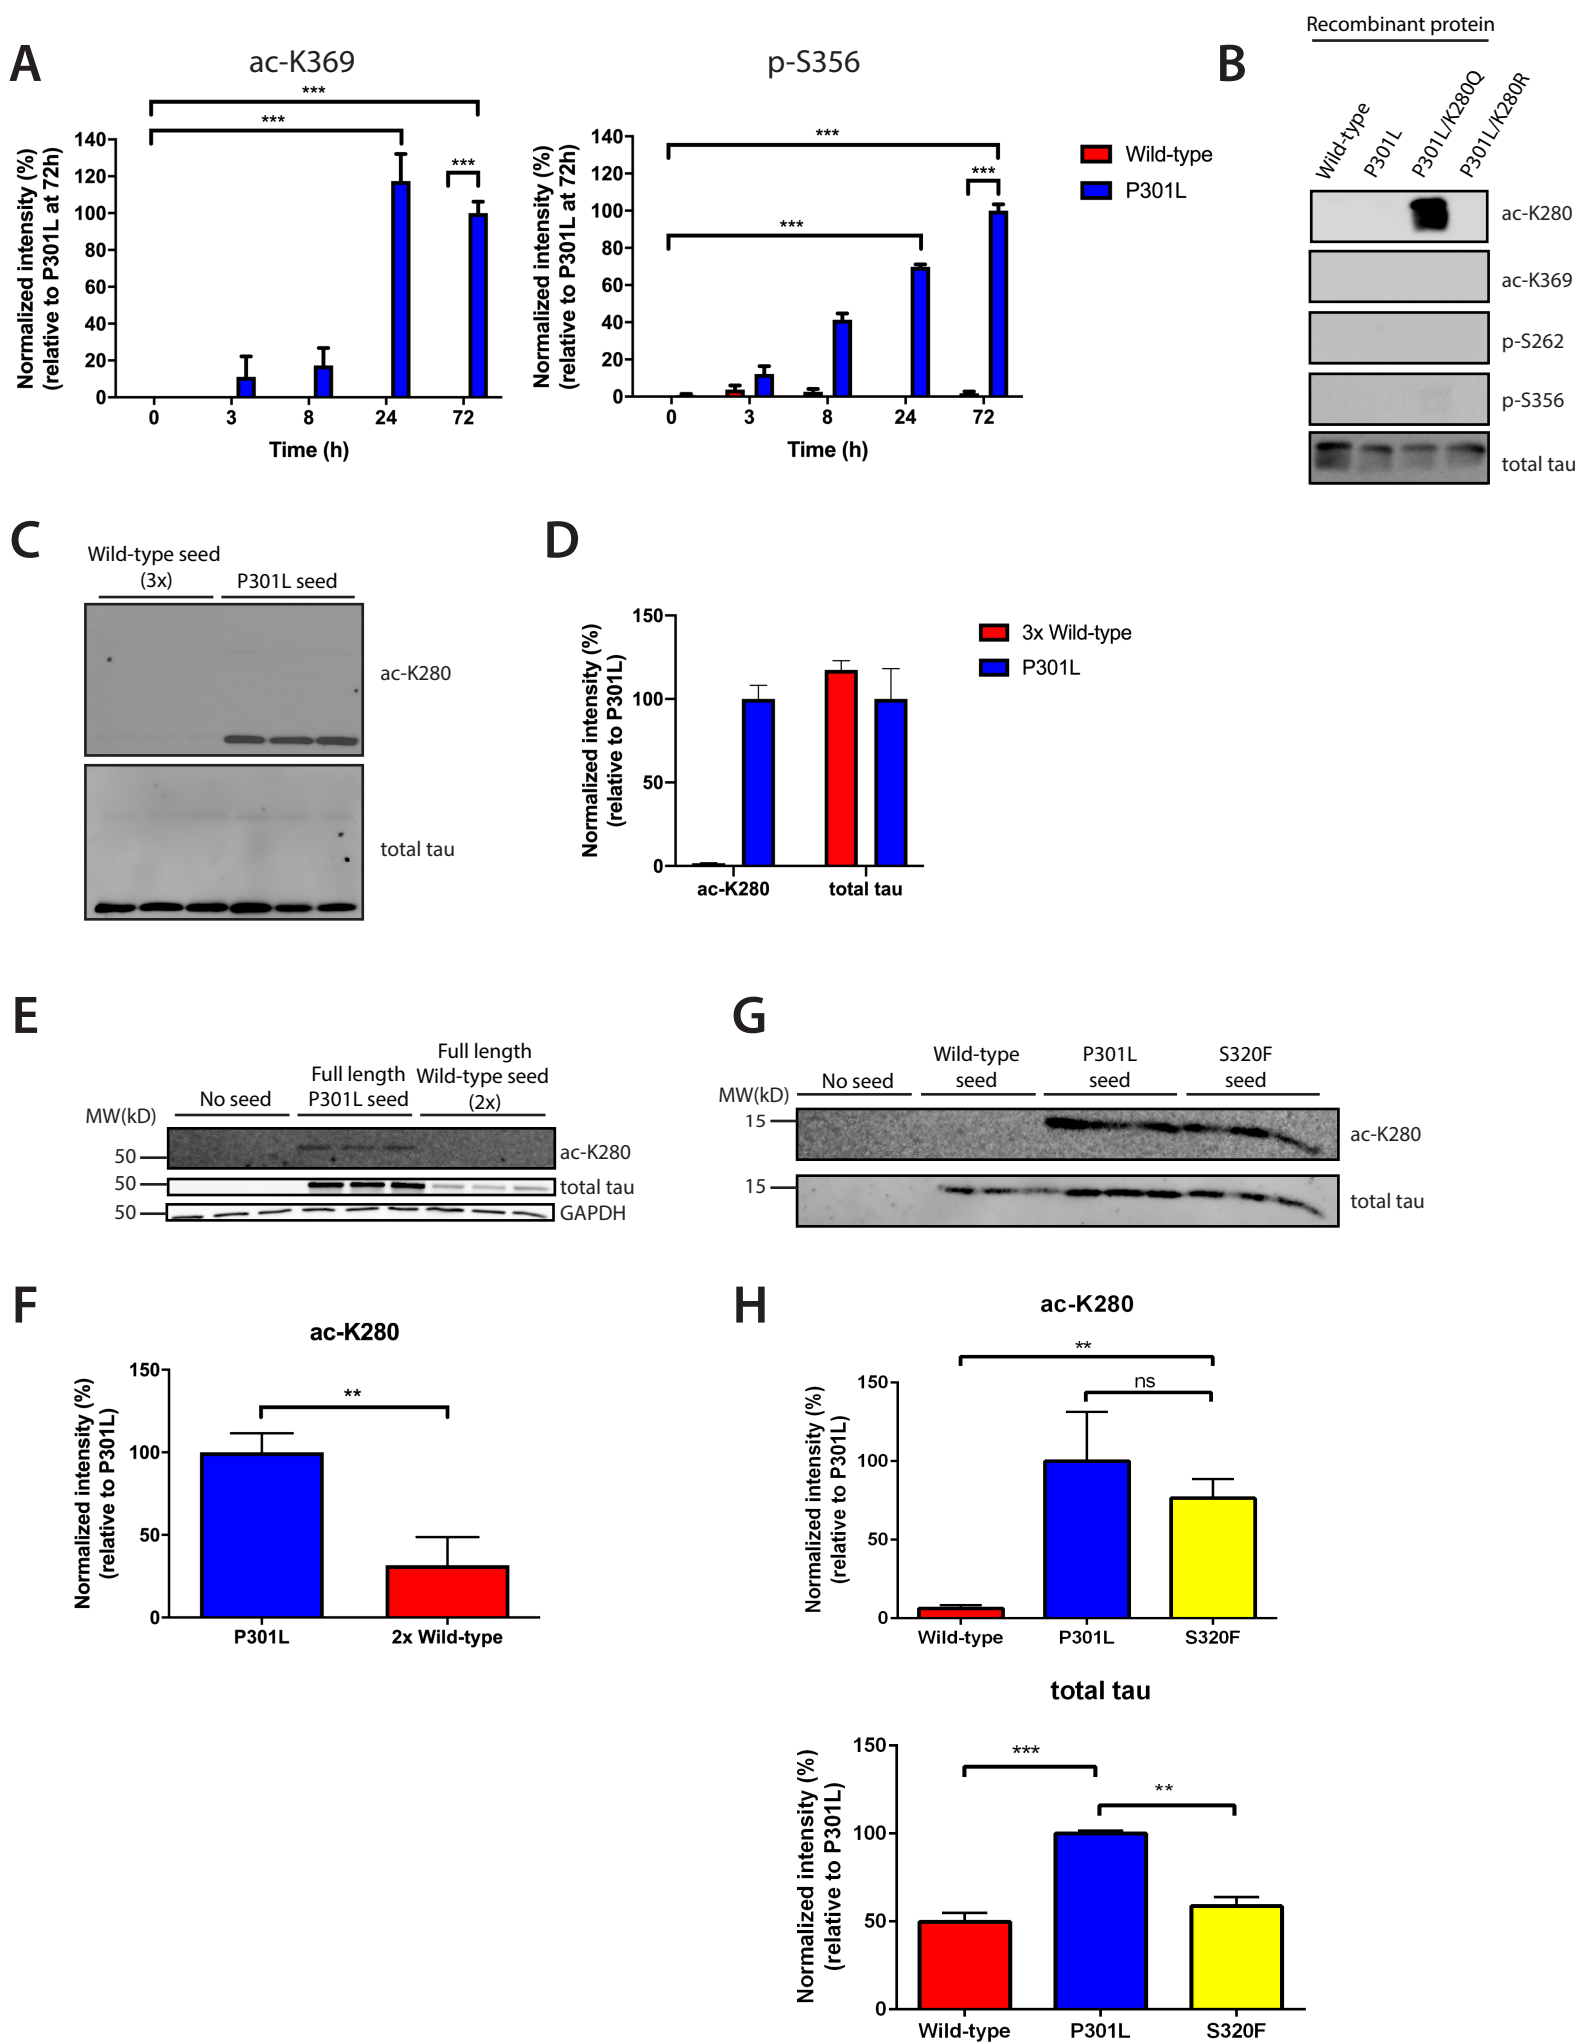 A
ac-K369
***
***
***
Normalized intensity (%)
(relative to P301L at 72h)
140
120
100
80
60
40
20
0
0 3 8 24 72
Time (h)
p-S356
***
***
***
Normalized intensity (%)
(relative to P301L at 72h)
140
120
100
80
60
40
20
0
0 3 8 24 72
Time (h)
Wild-type
P301L
B
Recombinant protein
Wild-type
P301L
P301L/K280Q
P301L/K280R
ac-K280
ac-K369
p-S262
p-S356
total tau
C
Wild-type seed
(3x)
P301L seed
ac-K280
total tau
D
Normalized intensity (%)
(relative to P301L)
150
100
50
0
ac-K280 total tau
3x Wild-type
P301L
E
MW(kD)
No seed
Full length
P301L seed
Full length
Wild-type seed
(2x)
50
ac-K280
50
total tau
50
GAPDH
G
MW(kD)
No seed
Wild-type
seed
P301L
seed
S320F
seed
15
ac-K280
15
total tau
F
ac-K280
**
Normalized intensity (%)
(relative to P301L)
150
100
50
0
P301L 2x Wild-type
H
ac-K280
**
ns
Normalized intensity (%)
(relative to P301L)
150
100
50
0
Wild-type P301L S320F
total tau
***
**
Normalized intensity (%)
(relative to P301L)
150
100
50
0
Wild-type P301L S320F